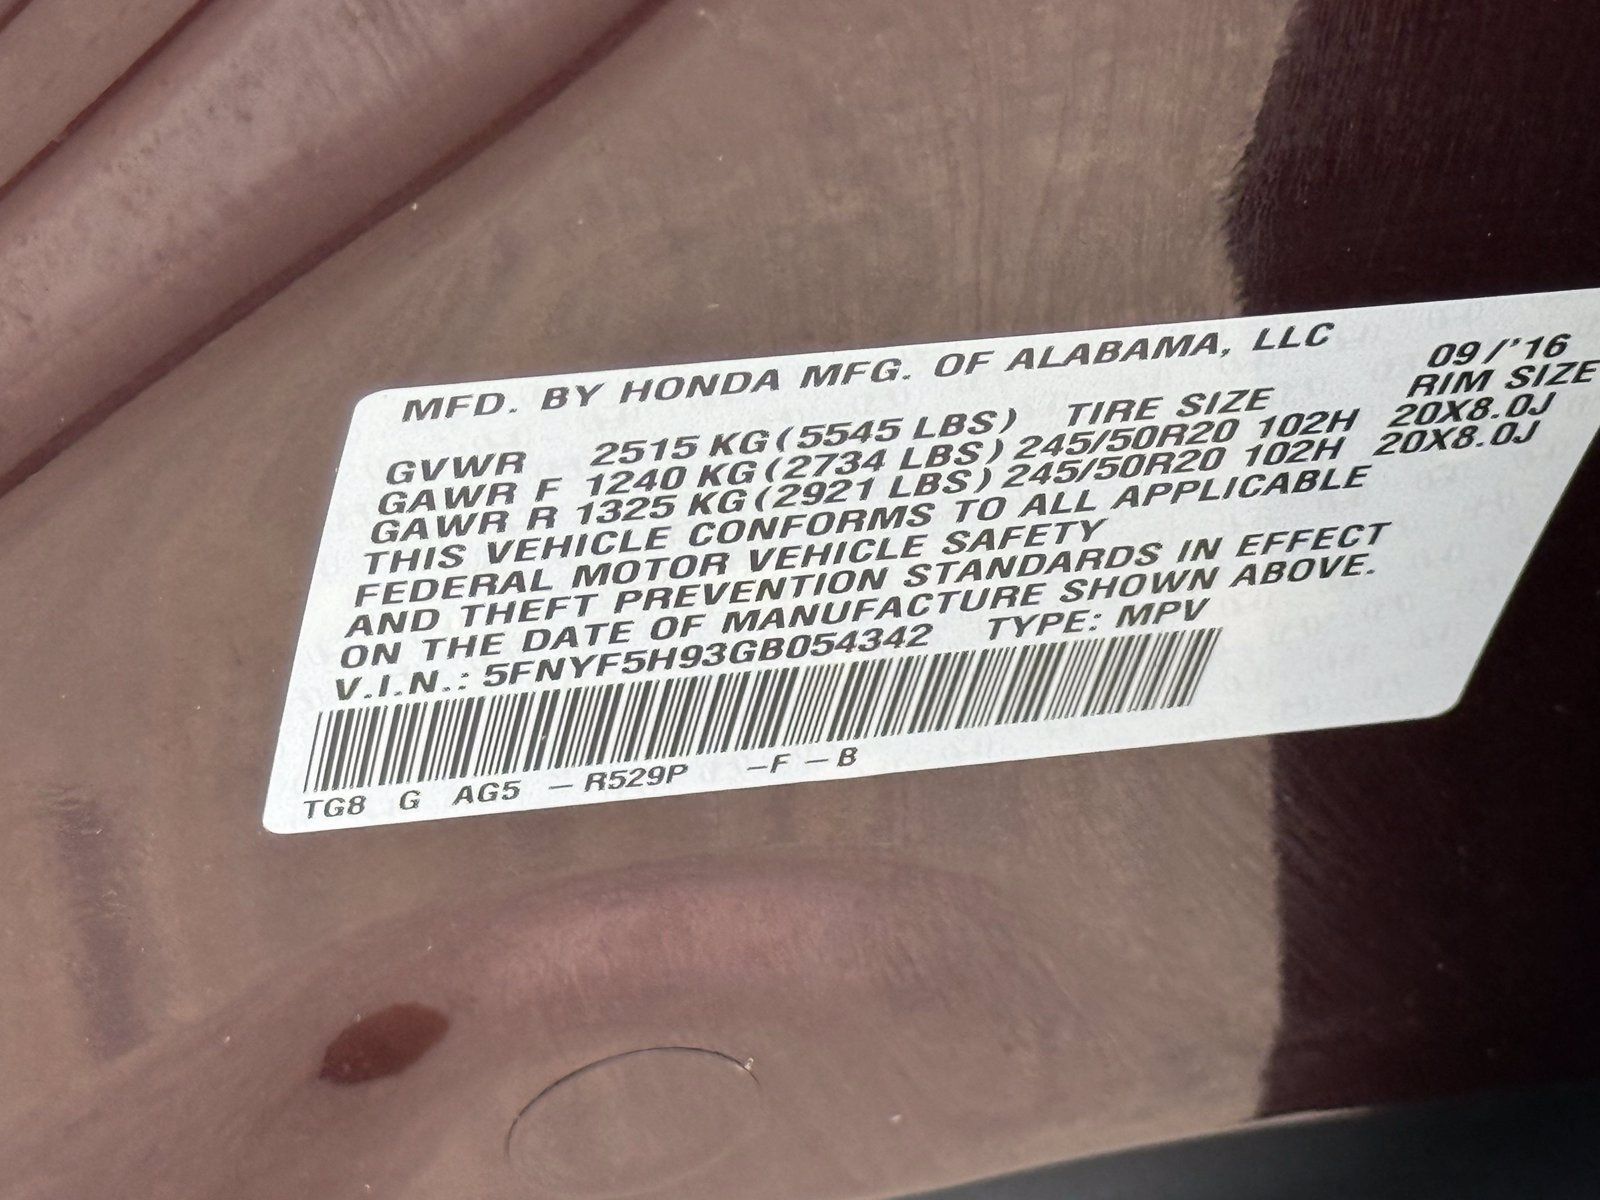 MFD. BY HONDA MFG. OF ALABAMA, LLC 09/'16
GVWR 2515 KG (5545 LBS) TIRE SIZE RIM SIZE
GAWR F 1240 KG (2734 LBS) 245/50R20 102H 20X8.0J
GAWR R 1325 KG (2921 LBS) 245/50R20 102H 20X8.0J
THIS VEHICLE CONFORMS TO ALL APPLICABLE
FEDERAL MOTOR VEHICLE SAFETY
AND THEFT PREVENTION STANDARDS IN EFFECT
ON THE DATE OF MANUFACTURE SHOWN ABOVE.
V.I.N.: 5FNYF5H93GB054342 TYPE: MPV
TG8 G AG5 -R529P -F-B